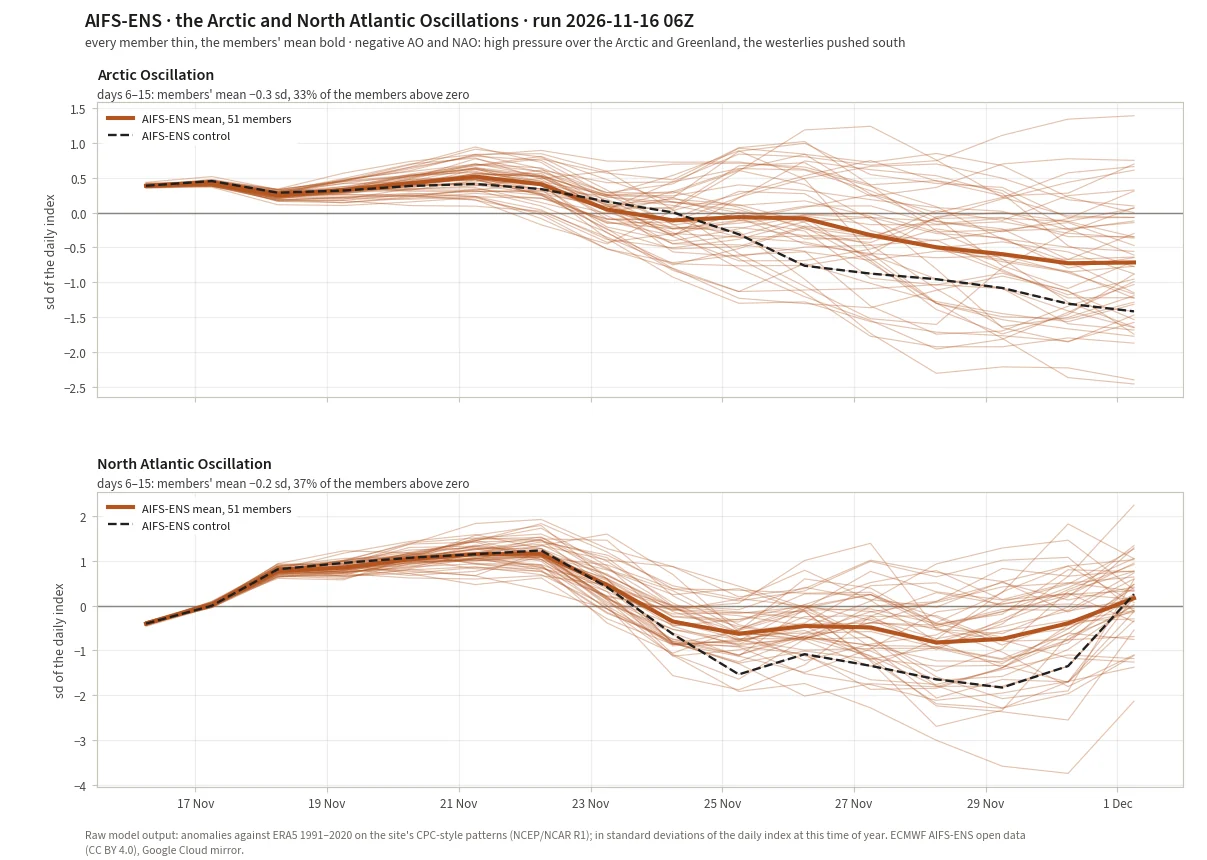 AIFS-ENS · the Arctic and North Atlantic Oscillations · run 2026-11-16 06Z
every member thin, the members' mean bold · negative AO and NAO: high pressure over the Arctic and Greenland, the westerlies pushed south
Arctic Oscillation
days 6–15: members' mean −0.3 sd, 33% of the members above zero
AIFS-ENS mean, 51 members
AIFS-ENS control
1.5
1.0
0.5
0.0
−0.5
−1.0
−1.5
−2.0
−2.5
sd of the daily index
North Atlantic Oscillation
days 6–15: members' mean −0.2 sd, 37% of the members above zero
AIFS-ENS mean, 51 members
AIFS-ENS control
2
1
0
−1
−2
−3
−4
sd of the daily index
17 Nov
19 Nov
21 Nov
23 Nov
25 Nov
27 Nov
29 Nov
1 Dec
Raw model output: anomalies against ERA5 1991–2020 on the site's CPC-style patterns (NCEP/NCAR R1); in standard deviations of the daily index at this time of year. ECMWF AIFS-ENS open data
(CC BY 4.0), Google Cloud mirror.